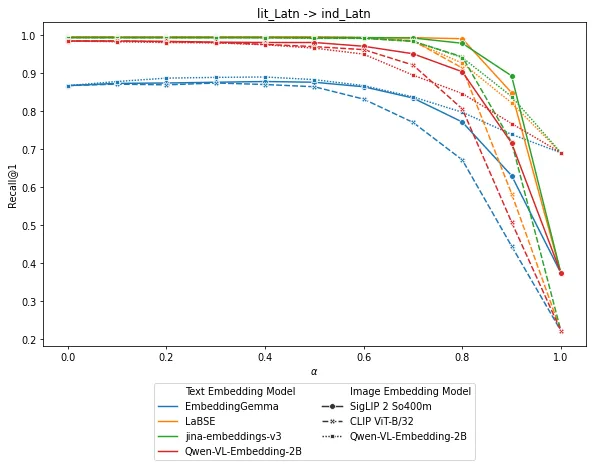 lit_Latn -> ind_Latn
Recall@1
1.0
0.9
0.8
0.7
0.6
0.5
0.4
0.3
0.2
0.0 0.2 0.4 0.6 0.8 1.0
α
Text Embedding Model
EmbeddingGemma
LaBSE
jina-embeddings-v3
Qwen-VL-Embedding-2B
Image Embedding Model
SigLIP 2 So400m
CLIP ViT-B/32
Qwen-VL-Embedding-2B